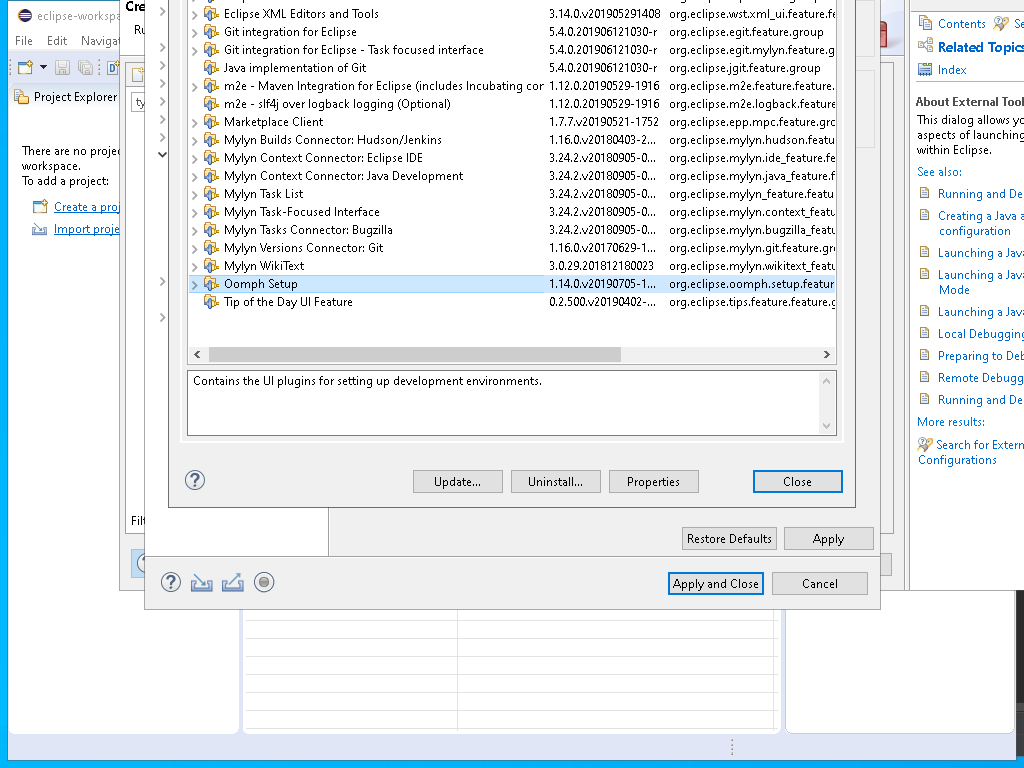 eclipse-workspa
File Edit Navigat
Project Explorer
There are no projec
workspace.
To add a project:
Create a proj
Import proje
Cre
Ru
ty
Filt
Eclipse XML Editors and Tools 3.14.0.v201905291408 org.eclipse.wst.xml_ui.feature.fe
Git integration for Eclipse 5.4.0.201906121030-r org.eclipse.egit.feature.group
Git integration for Eclipse - Task focused interface 5.4.0.201906121030-r org.eclipse.egit.mylyn.feature.g
Java implementation of Git 5.4.0.201906121030-r org.eclipse.jgit.feature.group
m2e - Maven Integration for Eclipse (includes Incubating cor 1.12.0.20190529-1916 org.eclipse.m2e.feature.feature.
m2e - slf4j over logback logging (Optional) 1.12.0.20190529-1916 org.eclipse.m2e.logback.feature
Marketplace Client 1.7.7.v20190521-1752 org.eclipse.epp.mpc.feature.grc
Mylyn Builds Connector: Hudson/Jenkins 1.16.0.v20180403-2... org.eclipse.mylyn.hudson.featur
Mylyn Context Connector: Eclipse IDE 3.24.2.v20180905-0... org.eclipse.mylyn.ide_feature.fe
Mylyn Context Connector: Java Development 3.24.2.v20180905-0... org.eclipse.mylyn.java_feature.f
Mylyn Task List 3.24.2.v20180905-0... org.eclipse.mylyn_feature.featu
Mylyn Task-Focused Interface 3.24.2.v20180905-0... org.eclipse.mylyn.context_featu
Mylyn Tasks Connector: Bugzilla 3.24.2.v20180905-0... org.eclipse.mylyn.bugzilla_featu
Mylyn Versions Connector: Git 1.16.0.v20170629-1... org.eclipse.mylyn.git.feature.gr
Mylyn WikiText 3.0.29.201812180023 org.eclipse.mylyn.wikitext_featu
Oomph Setup 1.14.0.v20190705-1... org.eclipse.oomph.setup.featur
Tip of the Day UI Feature 0.2.500.v20190402-... org.eclipse.tips.feature.feature.g
Contains the UI plugins for setting up development environments.
Update... Uninstall... Properties Close
Restore Defaults Apply
Apply and Close Cancel
Contents Se
Related Topics
Index
About External Tool
This dialog allows yo
aspects of launching
within Eclipse.
See also:
Running and De
Creating a Java a
configuration
Launching a Java
Launching a Java
Mode
Launching a Java
Local Debugging
Preparing to Deb
Remote Debugg
Running and De
More results:
Search for Extern
Configurations